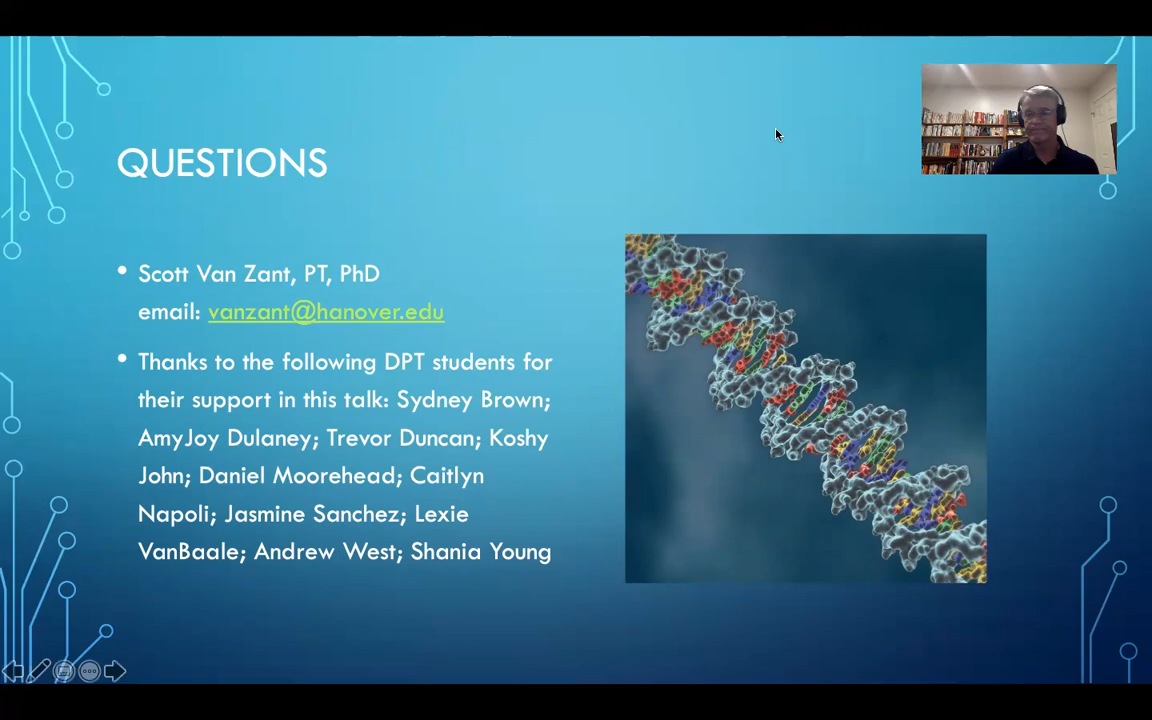 QUESTIONS
• Scott Van Zant, PT, PhD
email: vanzant@hanover.edu
• Thanks to the following DPT students for
their support in this talk: Sydney Brown;
AmyJoy Dulaney; Trevor Duncan; Koshy
John; Daniel Moorehead; Caitlyn
Napoli; Jasmine Sanchez; Lexie
VanBaale; Andrew West; Shania Young